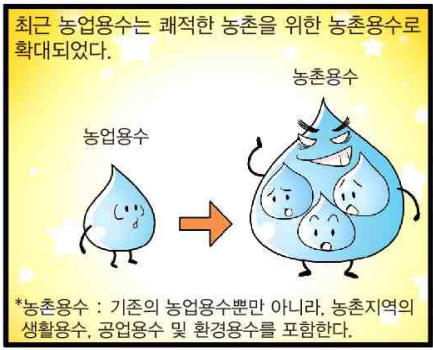 최근 농업용수는 쾌적한 농촌을 위한 농촌용수로
확대되었다.
농촌용수
농업용수
*농촌용수 : 기존의 농업용수뿐만 아니라, 농촌지역의
생활용수, 공업용수 및 환경용수를 포함한다.